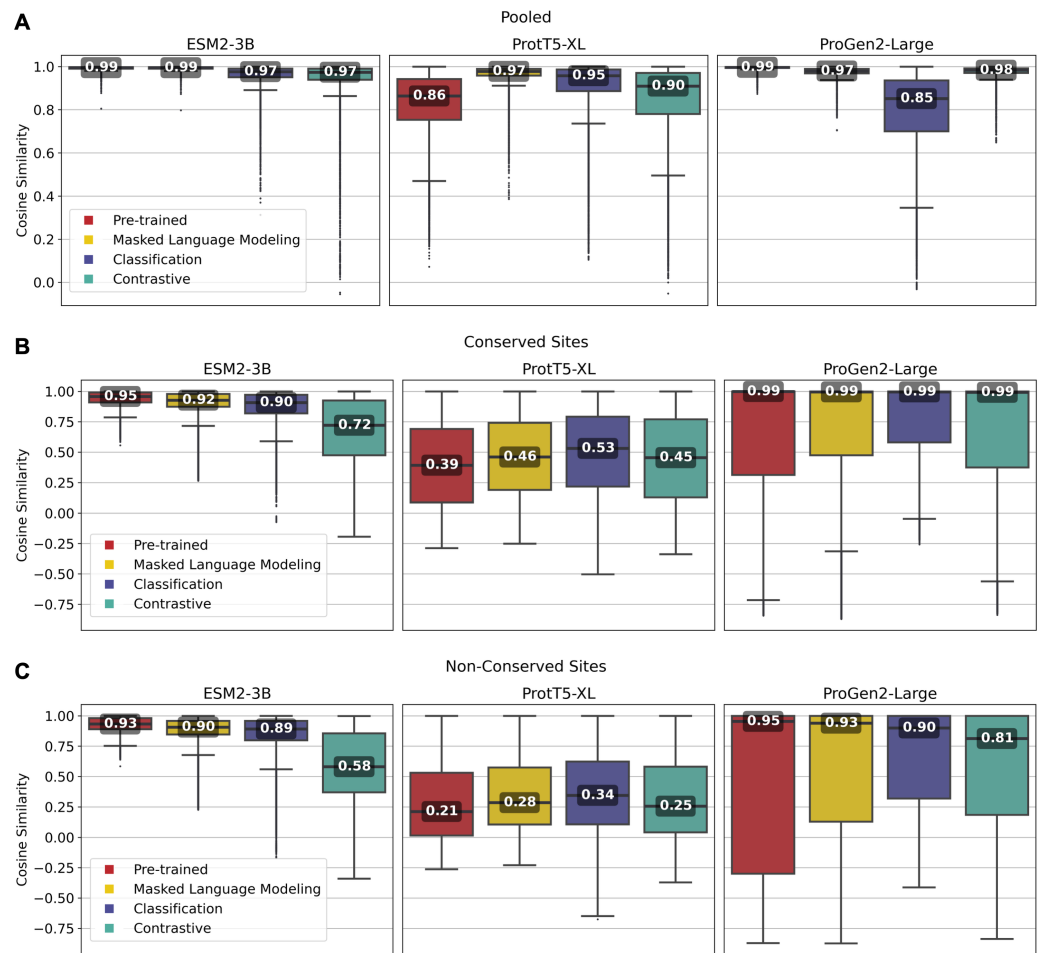 A
Pooled
ESM2-3B
ProtT5-XL
ProGen2-Large
Cosine Similarity
1.0
0.8
0.6
0.4
0.2
0.0
0.99
0.99
0.97
0.97
0.86
0.97
0.95
0.90
0.99
0.97
0.85
0.98
Pre-trained
Masked Language Modeling
Classification
Contrastive
B
Conserved Sites
ESM2-3B
ProtT5-XL
ProGen2-Large
Cosine Similarity
1.00
0.75
0.50
0.25
0.00
−0.25
−0.50
−0.75
0.95
0.92
0.90
0.72
0.39
0.46
0.53
0.45
0.99
0.99
0.99
0.99
Pre-trained
Masked Language Modeling
Classification
Contrastive
C
Non-Conserved Sites
ESM2-3B
ProtT5-XL
ProGen2-Large
Cosine Similarity
1.00
0.75
0.50
0.25
0.00
−0.25
−0.50
−0.75
0.93
0.90
0.89
0.58
0.21
0.28
0.34
0.25
0.95
0.93
0.90
0.81
Pre-trained
Masked Language Modeling
Classification
Contrastive